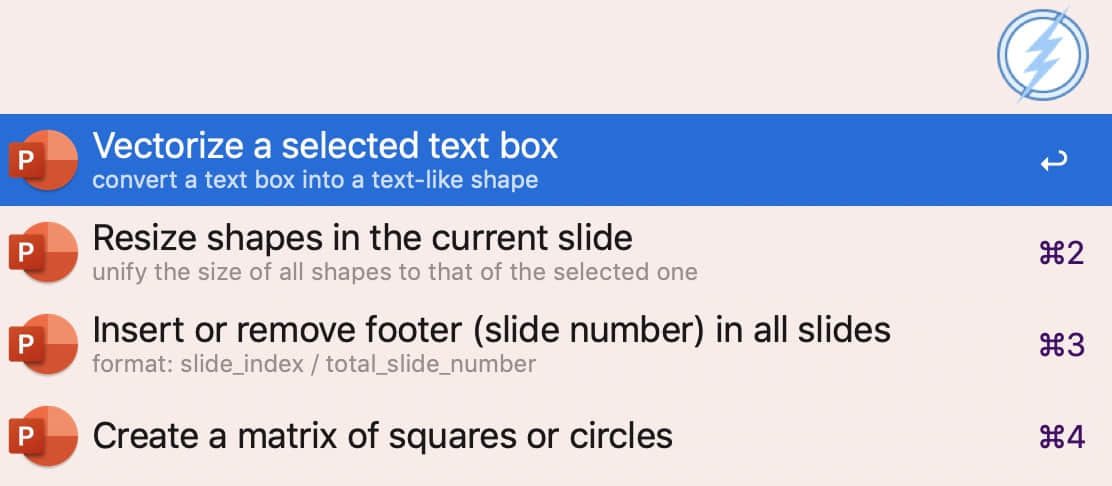 P
Vectorize a selected text box
convert a text box into a text-like shape
↩
P
Resize shapes in the current slide
⌘2
unify the size of all shapes to that of the selected one
P
Insert or remove footer (slide number) in all slides
⌘3
format: slide_index / total_slide_number
P
Create a matrix of squares or circles
⌘4